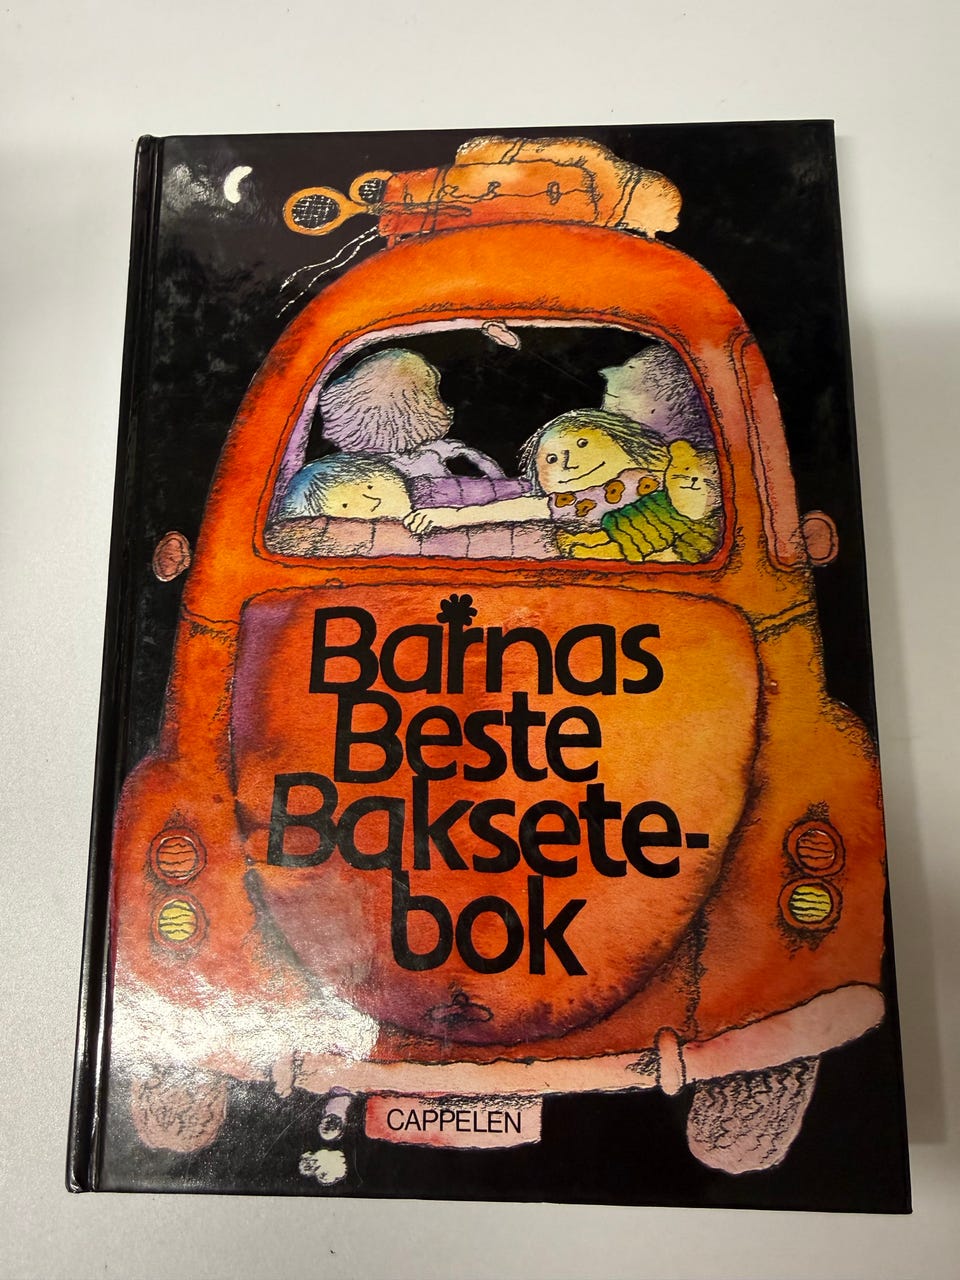 Barnas
Beste
Baksete-
bok
CAPPELEN